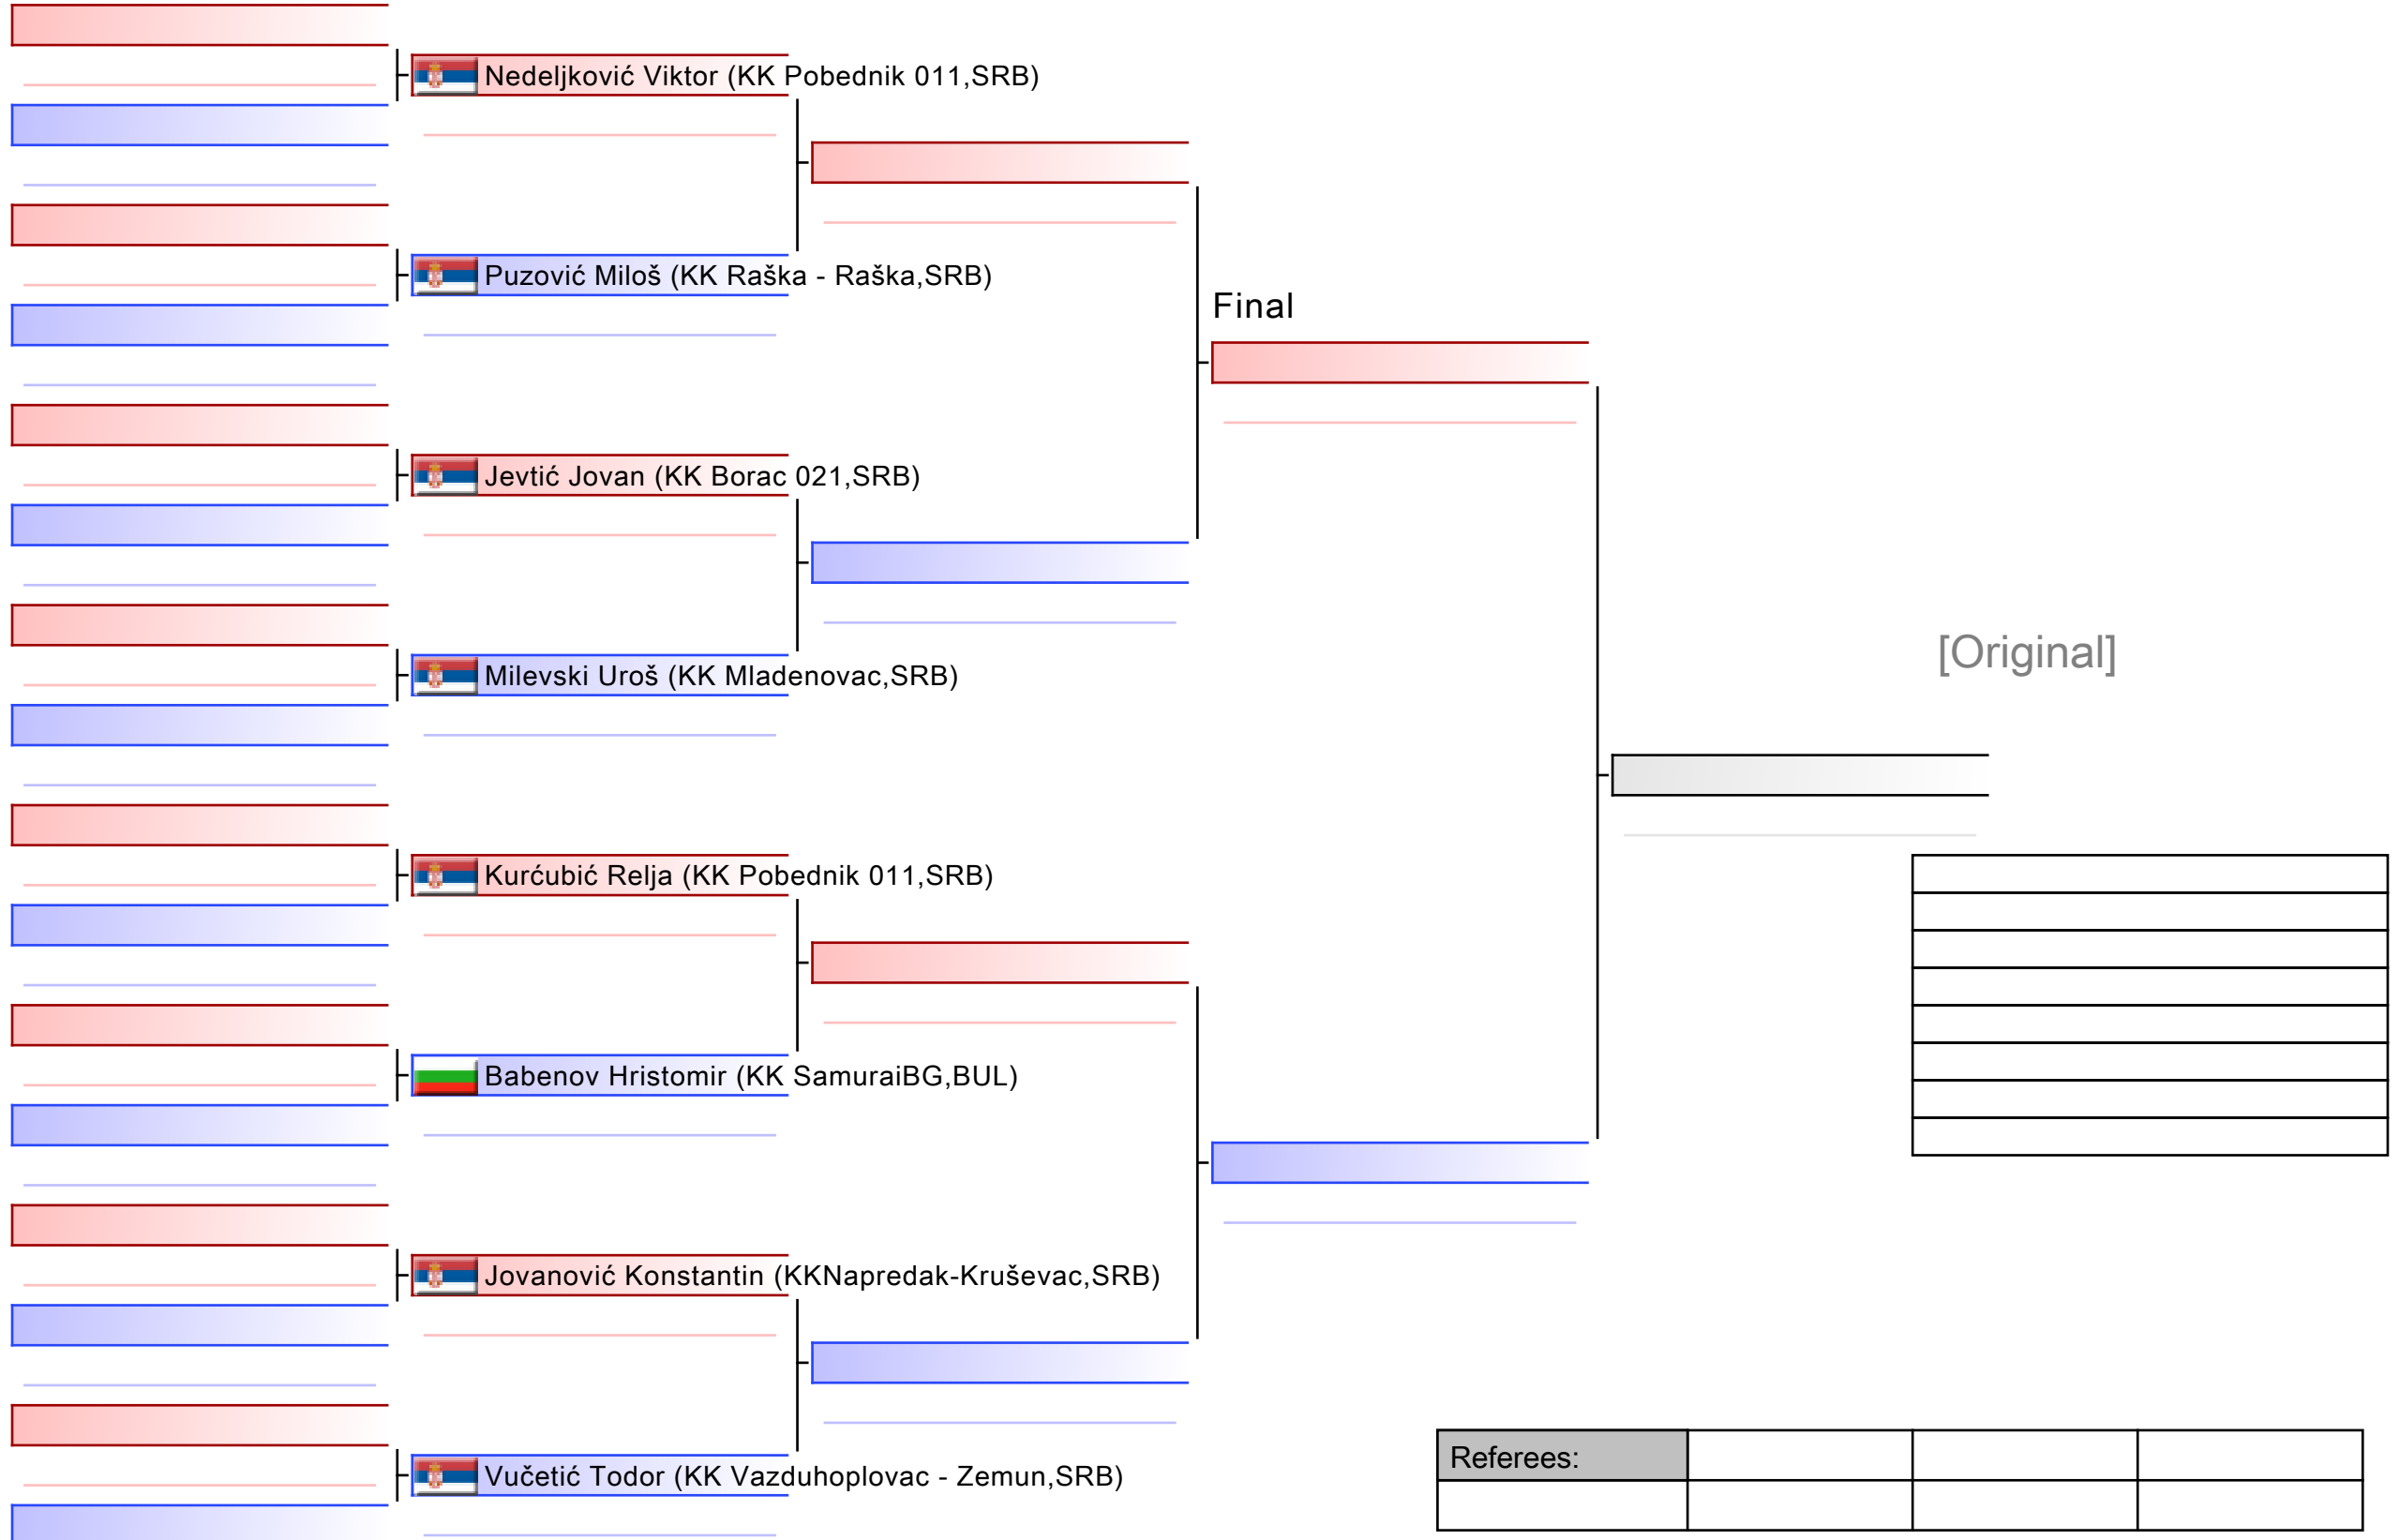 Nedeljković Viktor (KK Pobednik 011,SRB)
Puzović Miloš (KK Raška - Raška,SRB)
Final
Jevtić Jovan (KK Borac 021,SRB)
[Original]
Milevski Uroš (KK Mladenovac,SRB)
Kurćubić Relja (KK Pobednik 011,SRB)
Babenov Hristomir (KK SamuraiBG,BUL)
Jovanović Konstantin (KKNapredak-Kruševac,SRB)
Vučetić Todor (KK Vazduhoplovac - Zemun,SRB)
Referees: